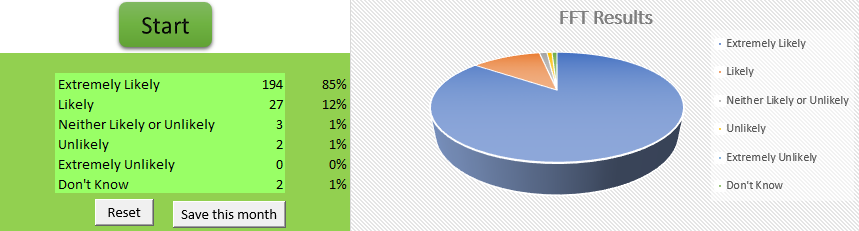 Start
Extremely Likely 194 85%
Likely 27 12%
Neither Likely or Unlikely 3 1%
Unlikely 2 1%
Extremely Unlikely 0 0%
Don't Know 2 1%
Reset
Save this month
FFT Results
Extremely Likely
Likely
Neither Likely or Unlikely
Unlikely
Extremely Unlikely
Don't Know